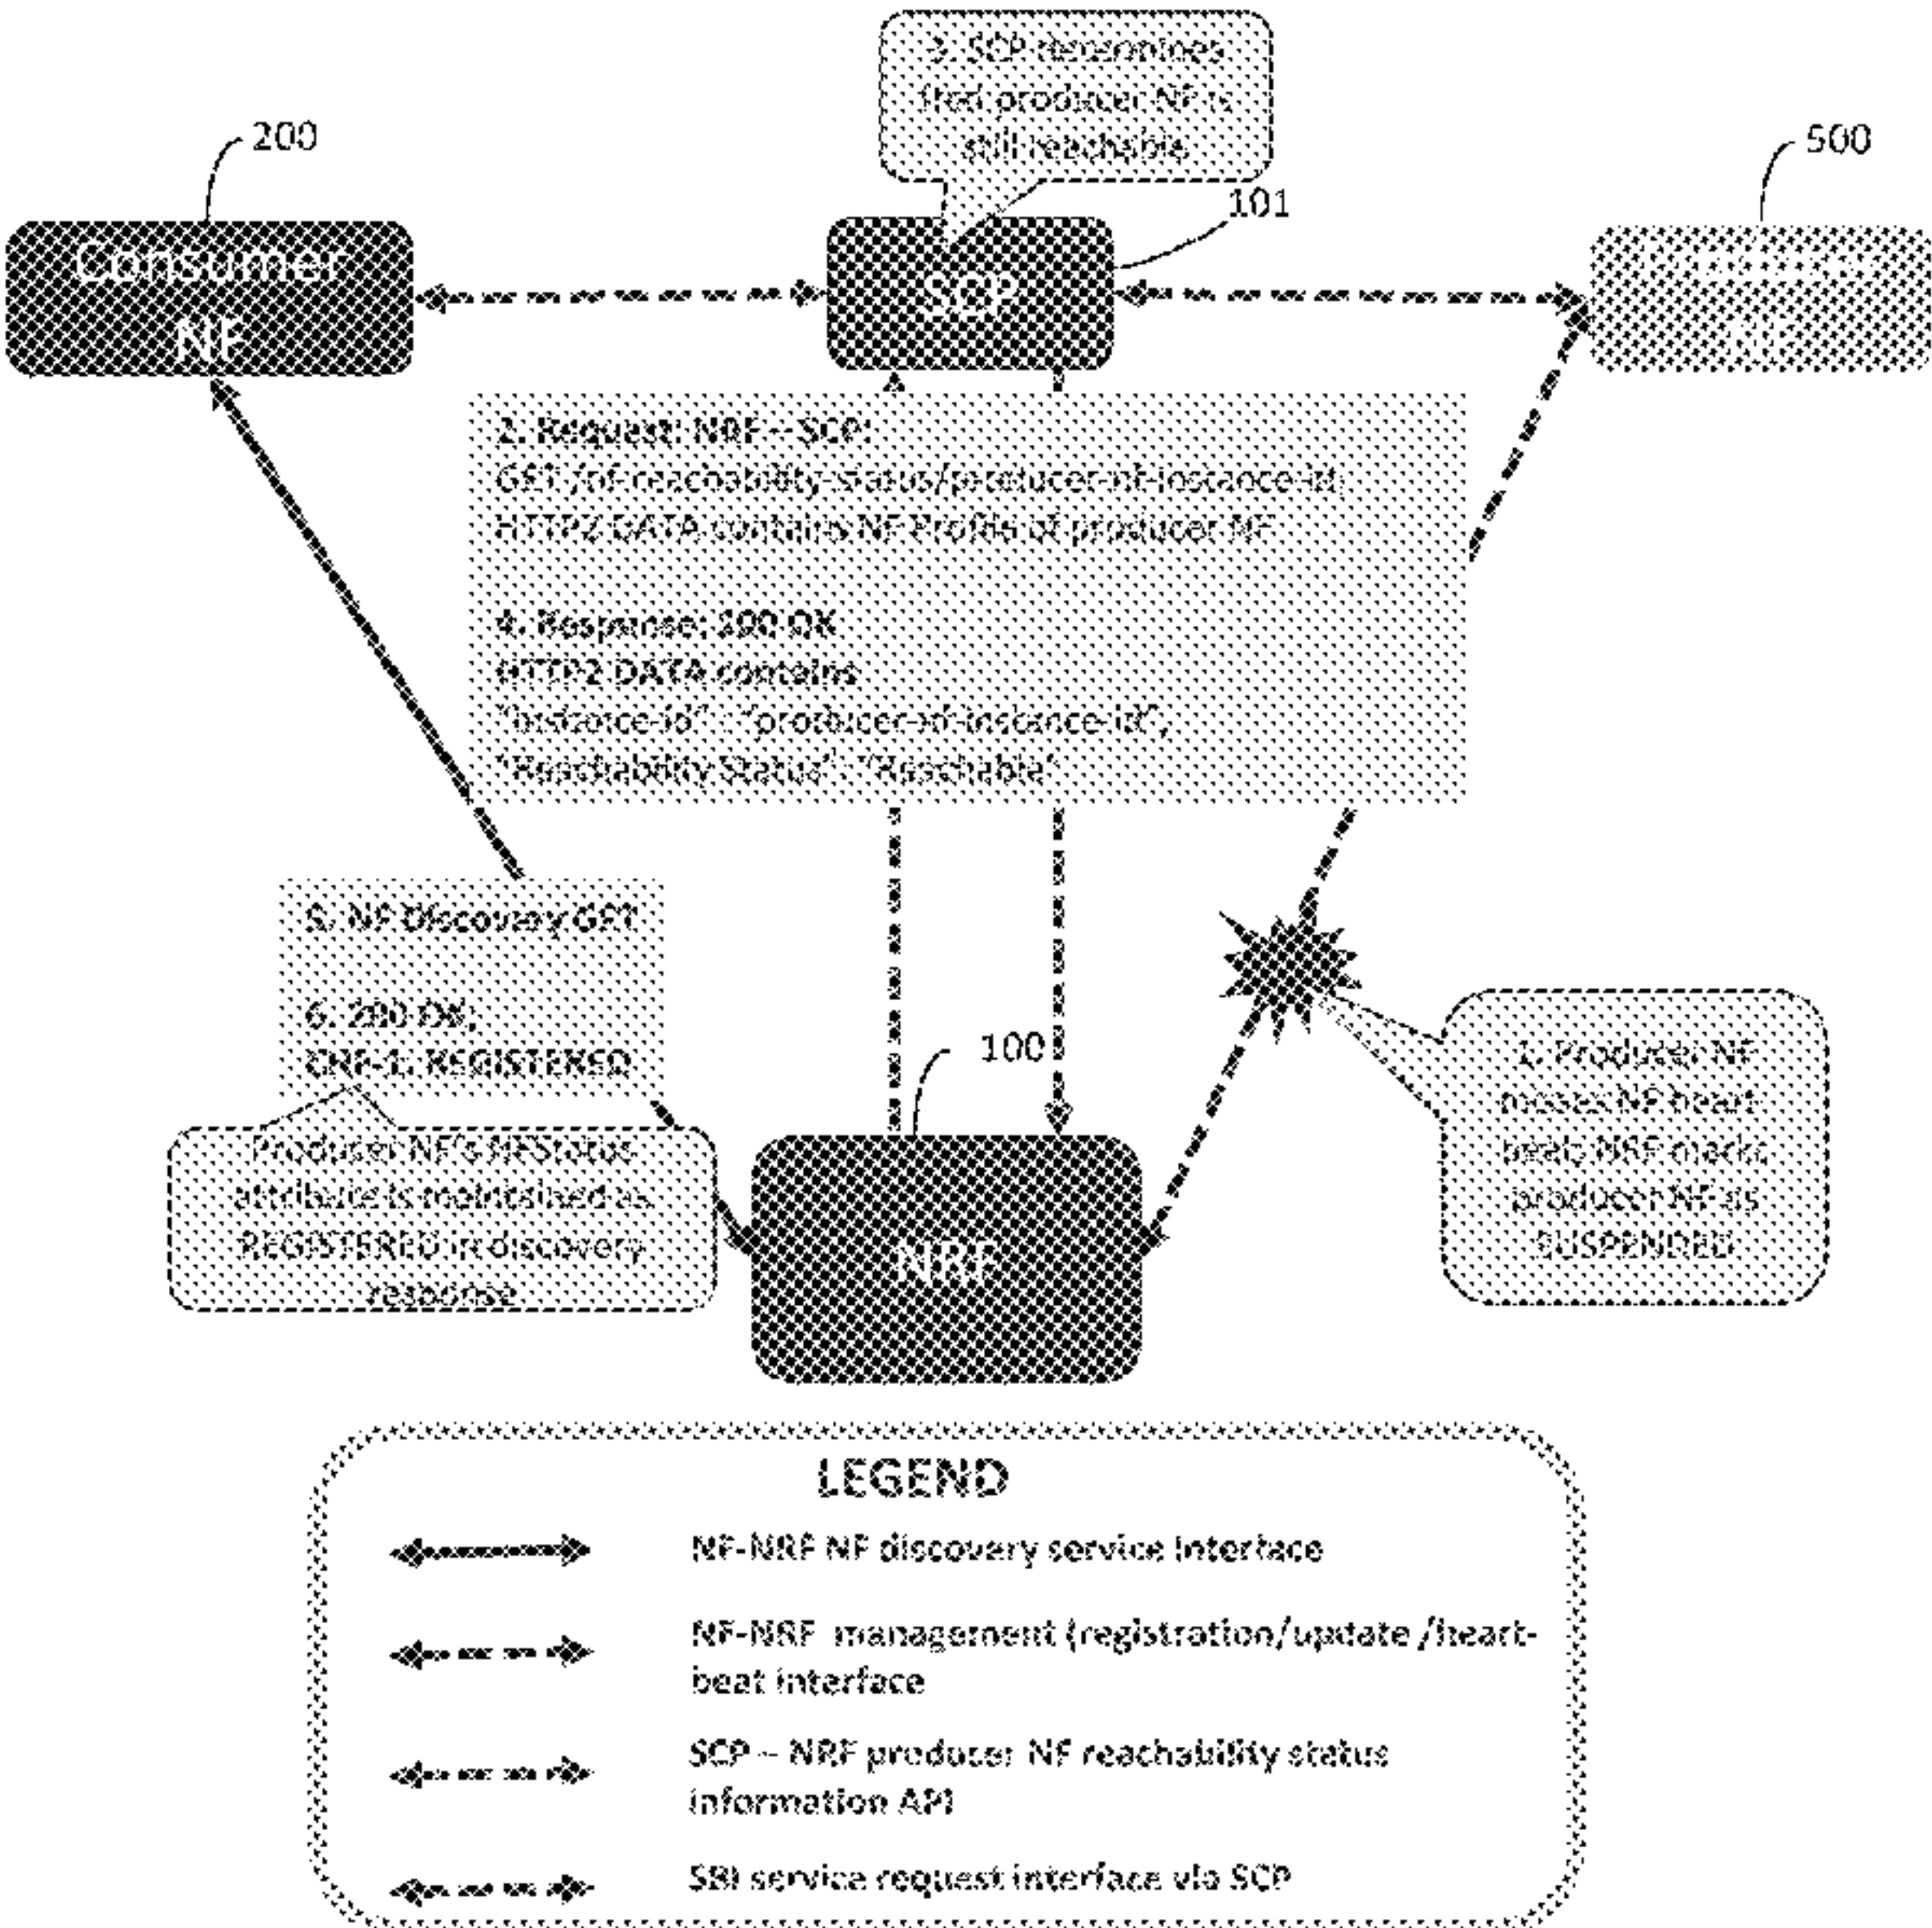 3. SCP determines
that producer NF is
still reachable
200
101
500
Consumer
NF
SCP
NF
2. Request: NRF – SCP:
GET /nf-reachability-status/producer-nf-instance-id
HTTP2 DATA contains NF Profile of producer NF
4. Response: 200 OK
HTTP2 DATA contains
"instance-id" : "producer-nf-instance-id",
"Reachability Status" : "Reachable"
5. NF Discovery GET
6. 200 OK,
REGISTERED
100
Producer NF's NFStatus
attribute is maintained as
REGISTERED in discovery
response
NRF
1. Producer NF
misses NF heart-
beat; NRF marks
producer NF as
SUSPENDED
LEGEND
NF-NRF NF discovery service interface
NF-NRF management (registration/update /heart-
beat interface
SCP – NRF producer NF reachability status
information API
SBI service request interface via SCP